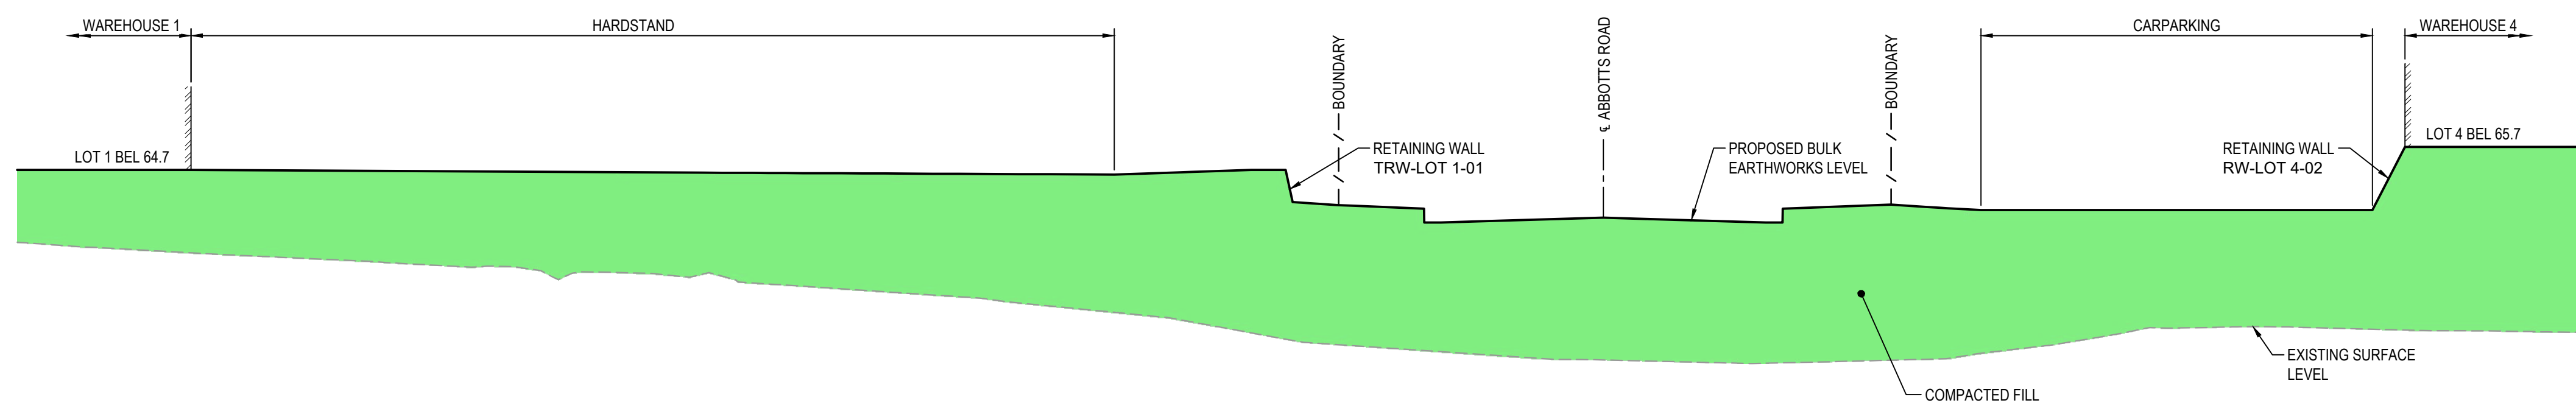 WAREHOUSE 1
HARDSTAND
BOUNDARY
℄ ABBOTTS ROAD
BOUNDARY
CARPARKING
WAREHOUSE 4
LOT 1 BEL 64.7
RETAINING WALL
TRW-LOT 1-01
PROPOSED BULK
EARTHWORKS LEVEL
RETAINING WALL
RW-LOT 4-02
LOT 4 BEL 65.7
EXISTING SURFACE
LEVEL
COMPACTED FILL